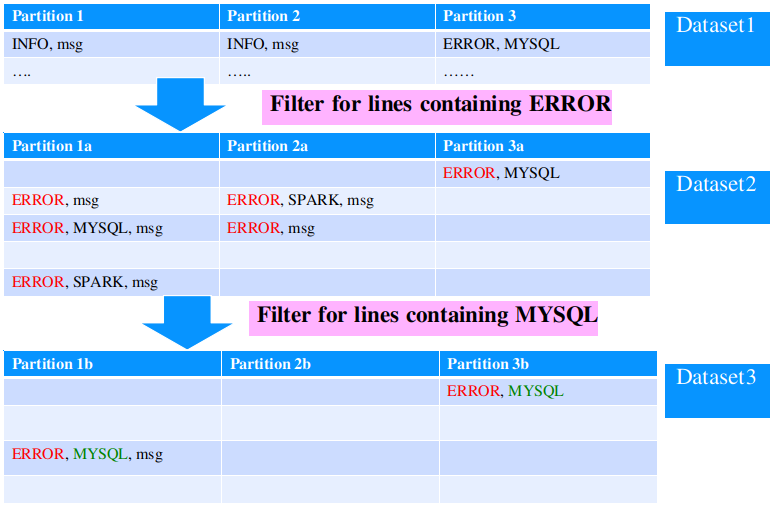 Partition 1 Partition 2 Partition 3
Dataset1
INFO, msg INFO, msg ERROR, MYSQL
…. ….. ……
Filter for lines containing ERROR
Partition 1a Partition 2a Partition 3a
ERROR, MYSQL
Dataset2
ERROR, msg ERROR, SPARK, msg
ERROR, MYSQL, msg ERROR, msg
ERROR, SPARK, msg
Filter for lines containing MYSQL
Partition 1b Partition 2b Partition 3b
Dataset3
ERROR, MYSQL
ERROR, MYSQL, msg